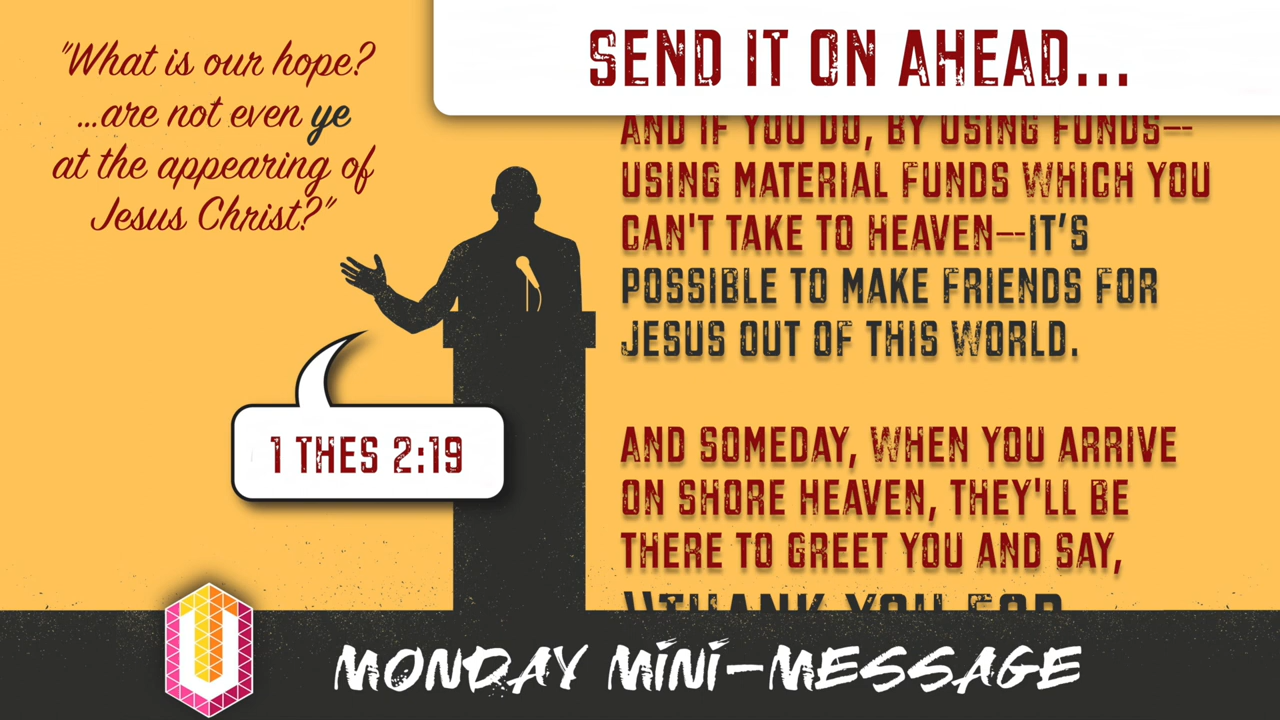 "What is our hope?
...are not even ye
at the appearing of
Jesus Christ?"
1 THES 2:19
SEND IT ON AHEAD...
AND IF YOU DO, BY USING FUNDS--
USING MATERIAL FUNDS WHICH YOU
CAN'T TAKE TO HEAVEN--IT'S
POSSIBLE TO MAKE FRIENDS FOR
JESUS OUT OF THIS WORLD.
AND SOMEDAY, WHEN YOU ARRIVE
ON SHORE HEAVEN, THEY'LL BE
THERE TO GREET YOU AND SAY,
"THANK YOU FOR
MONDAY MINI-MESSAGE